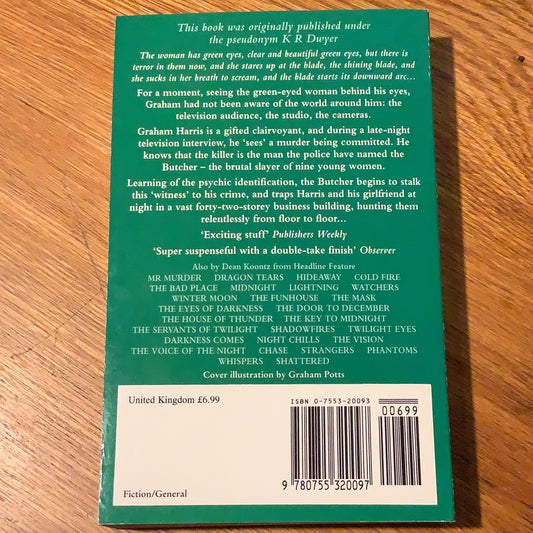 This book was originally published under
the pseudonym K R Dwyer
The woman has green eyes, clear and beautiful green eyes, but there is
terror in them now, and she stares up at the blade, the shining blade, and
she sucks in her breath to scream, and the blade starts its downward arc...
For a moment, seeing the green-eyed woman behind his eyes,
Graham had not been aware of the world around him: the
television audience, the studio, the cameras.
Graham Harris is a gifted clairvoyant, and during a late-night
television interview, he ‘sees’ a murder being committed. He
knows that the killer is the man the police have named the
Butcher – the brutal slayer of nine young women.
Learning of the psychic identification, the Butcher begins to stalk
this ‘witness’ to his crime, and traps Harris and his girlfriend at
night in a vast forty-two-storey business building, hunting them
relentlessly from floor to floor...
‘Exciting stuff’ Publishers Weekly
‘Super suspenseful with a double-take finish’ Observer
Also by Dean Koontz from Headline Feature
MR MURDER DRAGON TEARS HIDEAWAY COLD FIRE
THE BAD PLACE MIDNIGHT LIGHTNING WATCHERS
WINTER MOON THE FUNHOUSE THE MASK
THE EYES OF DARKNESS THE DOOR TO DECEMBER
THE HOUSE OF THUNDER THE KEY TO MIDNIGHT
THE SERVANTS OF TWILIGHT SHADOWFIRES TWILIGHT EYES
DARKNESS COMES NIGHT CHILLS THE VISION
THE VOICE OF THE NIGHT CHASE STRANGERS PHANTOMS
WHISPERS SHATTERED
Cover illustration by Graham Potts
United Kingdom £6.99
ISBN 0-7553-20093
00699
9 780755 320097
Fiction/General